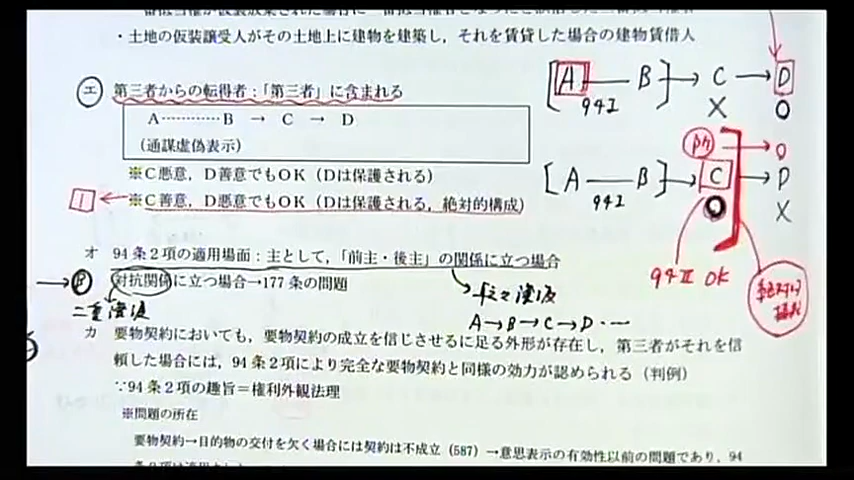 ・土地の仮装譲受人がその土地上に建物を建築し，それを賃貸した場合の建物賃借人
エ 第三者からの転得者：「第三者」に含まれる
A…………B → C → D
（通謀虚偽表示）
※C悪意，D善意でもOK（Dは保護される）
1 ※C善意，D悪意でもOK（Dは保護される，絶対的構成）
[A — B] → C → D
94I
X O
[A — B] → C → D
94I
O X
94Ⅱ OK
オ 94条2項の適用場面：主として，「前主・後主」の関係に立つ場合
対抗関係に立つ場合→177条の問題
二重譲渡
A→B→C→D・―
カ 要物契約においても，要物契約の成立を信じさせるに足る外形が存在し，第三者がそれを信
頼した場合には，94条2項により完全な要物契約と同様の効力が認められる（判例）
∵94条2項の趣旨＝権利外観法理
※問題の所在
要物契約→目的物の交付を欠く場合には契約は不成立（587）→意思表示の有効性以前の問題であり，94